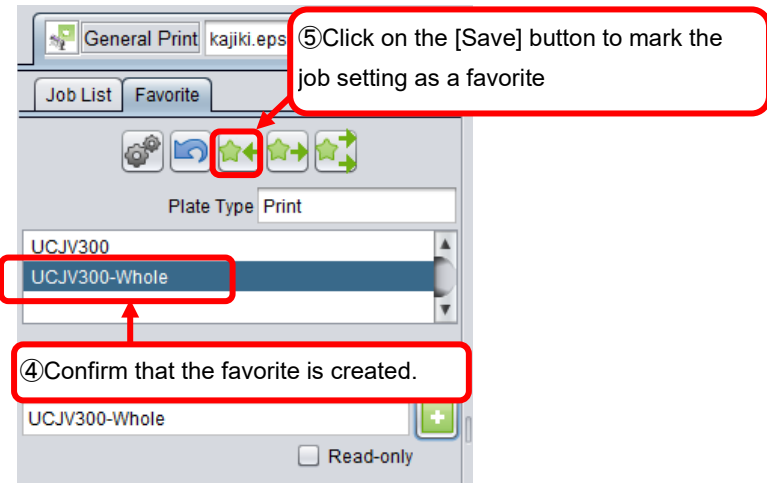 General Print kajiki.eps
⑤Click on the [Save] button to mark the
job setting as a favorite
Job List Favorite
Plate Type Print
UCJV300
UCJV300-Whole
④Confirm that the favorite is created.
UCJV300-Whole
Read-only